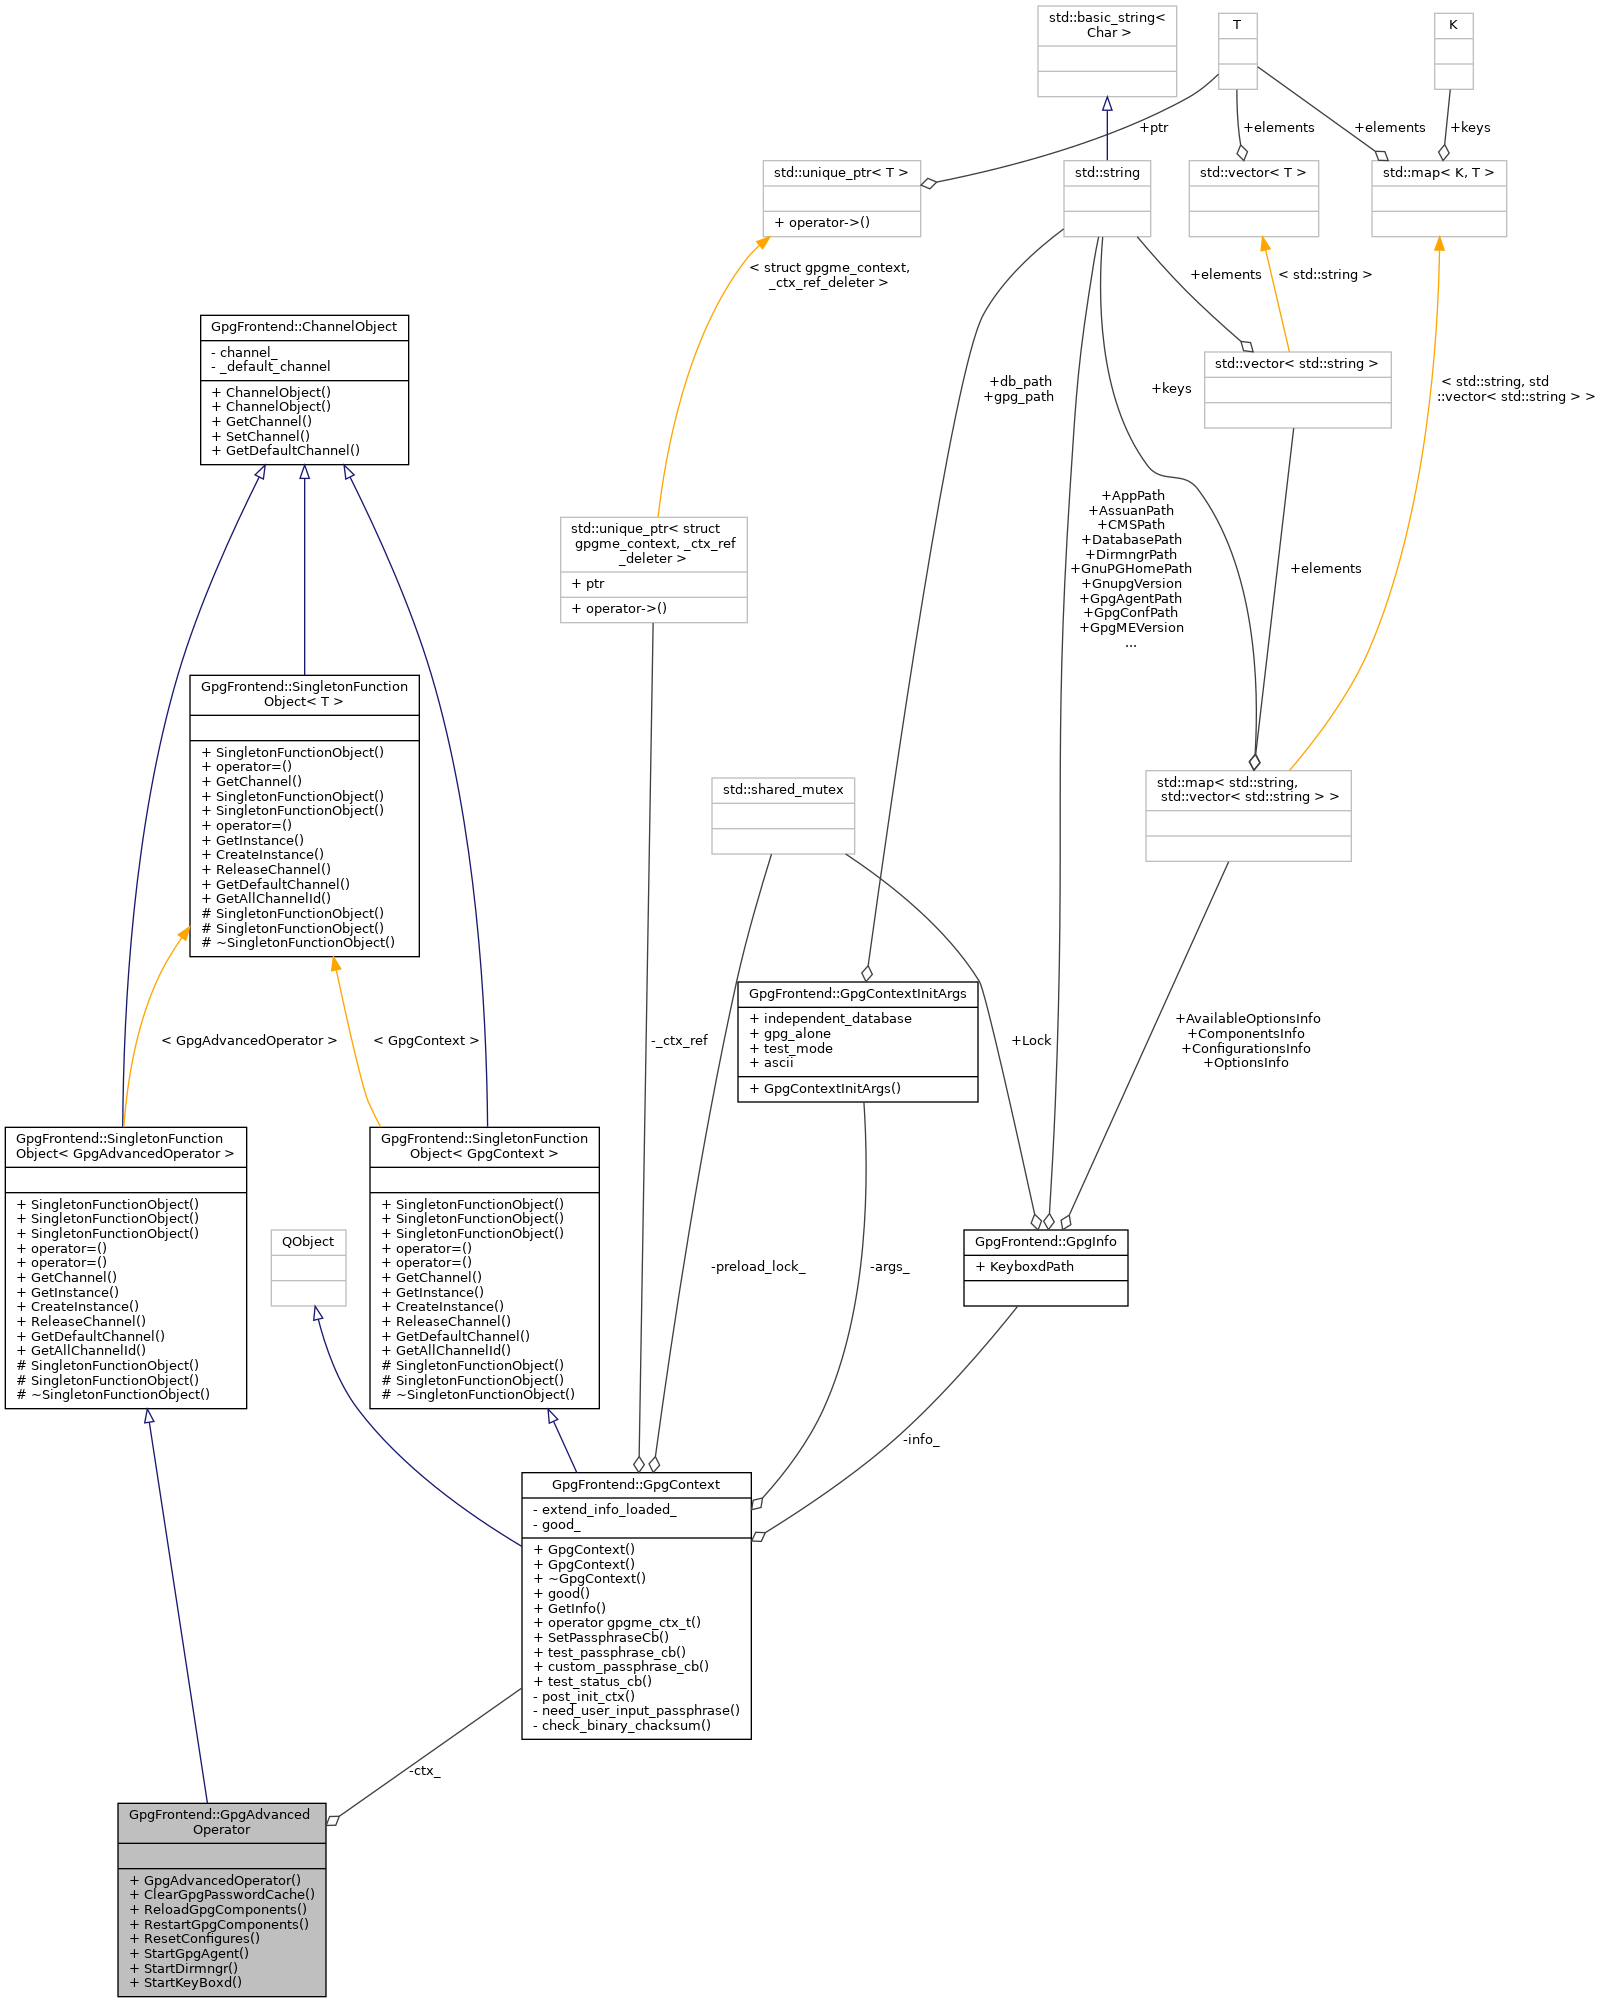 std::basic_string<
Char >
T
K
+ptr
+elements
+elements
+keys
std::unique_ptr< T >
+ operator->()
std::string
std::vector< T >
std::map< K, T >
< struct gpgme_context,
_ctx_ref_deleter >
+elements
< std::string >
GpgFrontend::ChannelObject
- channel_
- _default_channel
+ ChannelObject()
+ ChannelObject()
+ GetChannel()
+ SetChannel()
+ GetDefaultChannel()
std::vector< std::string >
+db_path
+gpg_path
+keys
< std::string, std
::vector< std::string > >
+AppPath
+AssuanPath
+CMSPath
+DatabasePath
+DirmngrPath
+GnuPGHomePath
+GnupgVersion
+GpgAgentPath
+GpgConfPath
+GpgMEVersion
...
std::unique_ptr< struct
gpgme_context, _ctx_ref
_deleter >
+ ptr
+ operator->()
+elements
GpgFrontend::SingletonFunction
Object< T >
+ SingletonFunctionObject()
+ operator=()
+ GetChannel()
+ SingletonFunctionObject()
+ SingletonFunctionObject()
+ operator=()
+ GetInstance()
+ CreateInstance()
+ ReleaseChannel()
+ GetDefaultChannel()
+ GetAllChannelId()
# SingletonFunctionObject()
# SingletonFunctionObject()
# ~SingletonFunctionObject()
std::shared_mutex
std::map< std::string,
std::vector< std::string > >
< GpgAdvancedOperator >
< GpgContext >
-_ctx_ref
GpgFrontend::GpgContextInitArgs
+ independent_database
+ gpg_alone
+ test_mode
+ ascii
+ GpgContextInitArgs()
+Lock
+AvailableOptionsInfo
+ComponentsInfo
+ConfigurationsInfo
+OptionsInfo
GpgFrontend::SingletonFunction
Object< GpgAdvancedOperator >
+ SingletonFunctionObject()
+ SingletonFunctionObject()
+ SingletonFunctionObject()
+ operator=()
+ operator=()
+ GetChannel()
+ GetInstance()
+ CreateInstance()
+ ReleaseChannel()
+ GetDefaultChannel()
+ GetAllChannelId()
# SingletonFunctionObject()
# SingletonFunctionObject()
# ~SingletonFunctionObject()
QObject
GpgFrontend::SingletonFunction
Object< GpgContext >
+ SingletonFunctionObject()
+ SingletonFunctionObject()
+ SingletonFunctionObject()
+ operator=()
+ operator=()
+ GetChannel()
+ GetInstance()
+ CreateInstance()
+ ReleaseChannel()
+ GetDefaultChannel()
+ GetAllChannelId()
# SingletonFunctionObject()
# SingletonFunctionObject()
# ~SingletonFunctionObject()
-preload_lock_
-args_
GpgFrontend::GpgInfo
+ KeyboxdPath
-info_
GpgFrontend::GpgContext
- extend_info_loaded_
- good_
+ GpgContext()
+ GpgContext()
+ ~GpgContext()
+ good()
+ GetInfo()
+ operator gpgme_ctx_t()
+ SetPassphraseCb()
+ test_passphrase_cb()
+ custom_passphrase_cb()
+ test_status_cb()
- post_init_ctx()
- need_user_input_passphrase()
- check_binary_chacksum()
-ctx_
GpgFrontend::GpgAdvanced
Operator
+ GpgAdvancedOperator()
+ ClearGpgPasswordCache()
+ ReloadGpgComponents()
+ RestartGpgComponents()
+ ResetConfigures()
+ StartGpgAgent()
+ StartDirmngr()
+ StartKeyBoxd()